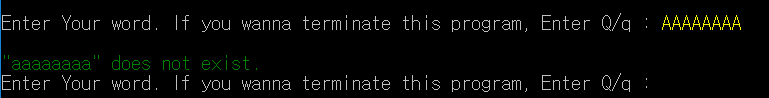 Enter Your word. If you wanna terminate this program, Enter Q/q : AAAAAAAA
"aaaaaaaa" does not exist.
Enter Your word. If you wanna terminate this program, Enter Q/q :